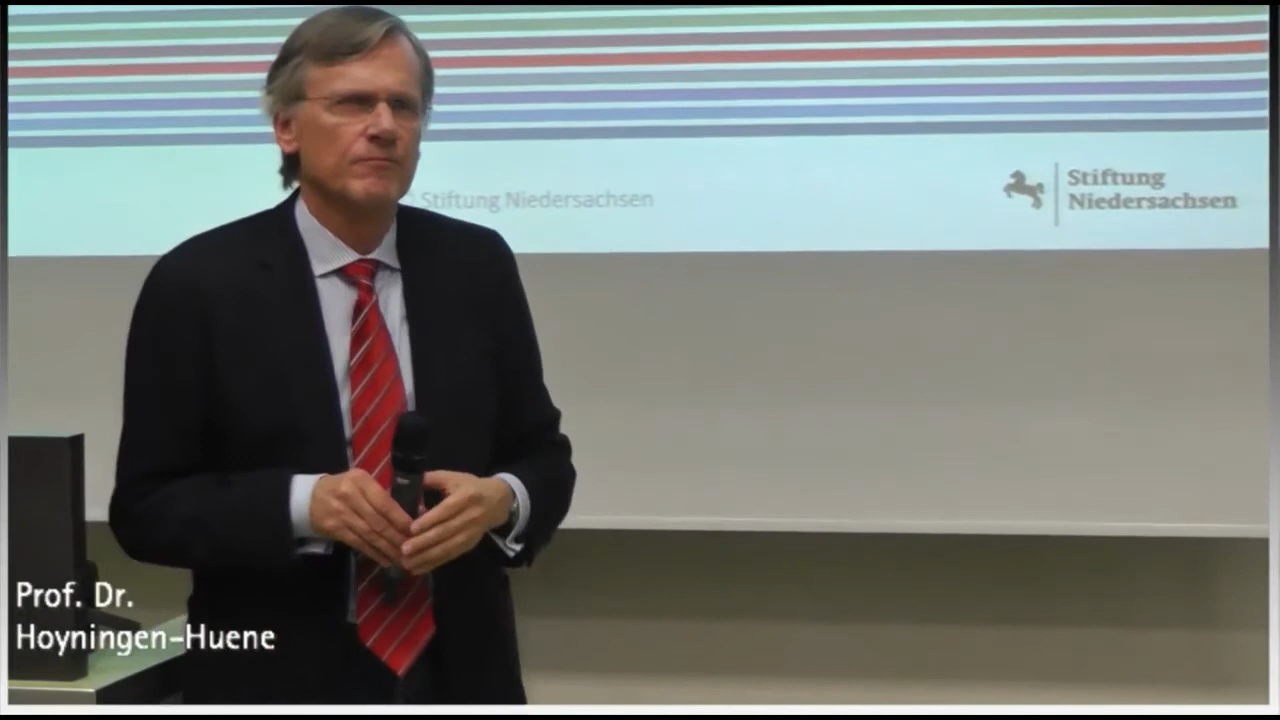 Stiftung Niedersachsen
Stiftung
Niedersachsen
Prof. Dr.
Hoyningen-Huene